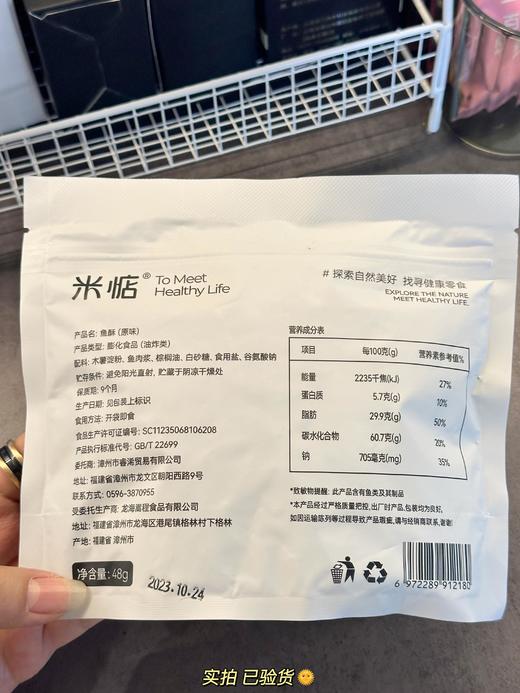 米惦® To Meet
Healthy Life
# 探索自然美好 找寻健康零食
EXPLORE THE NATURE
MEET HEALTHY LIFE.
产品名: 鱼酥 (原味)
产品类型: 膨化食品 (油炸类)
配料: 木薯淀粉、鱼肉浆、棕榈油、白砂糖、食用盐、谷氨酸钠
贮存条件: 避免阳光直射, 贮藏于阴凉干燥处
保质期: 9个月
生产日期: 见包装上标识
食用方法: 开袋即食
食品生产许可证编号: SC11235068106208
产品执行标准代号: GB/T 22699
委托商: 漳州市睿浠贸易有限公司
地址: 福建省漳州市龙文区朝阳西路9号
联系方式: 0596-3870955
受委托生产商: 龙海嵩程食品有限公司
地址: 福建省漳州市龙海区港尾镇格林村下格林
产地: 福建省 漳州市
净含量: 48g
2023.10.24
营养成分表
项目 每100克(g) 营养素参考值%
能量 2235千焦(kJ) 27%
蛋白质 5.7克(g) 10%
脂肪 29.9克(g) 50%
碳水化合物 60.7克(g) 20%
钠 705毫克(mg) 35%
*致敏物提醒: 此产品含有鱼类及其制品
*本产品经过严格质量把控, 出厂时产品, 包装均为良好,
如因运输陈列等过程导致产品瑕疵, 请与经销商联系, 谢谢!
6 972289 912180
实拍 已验货🌞